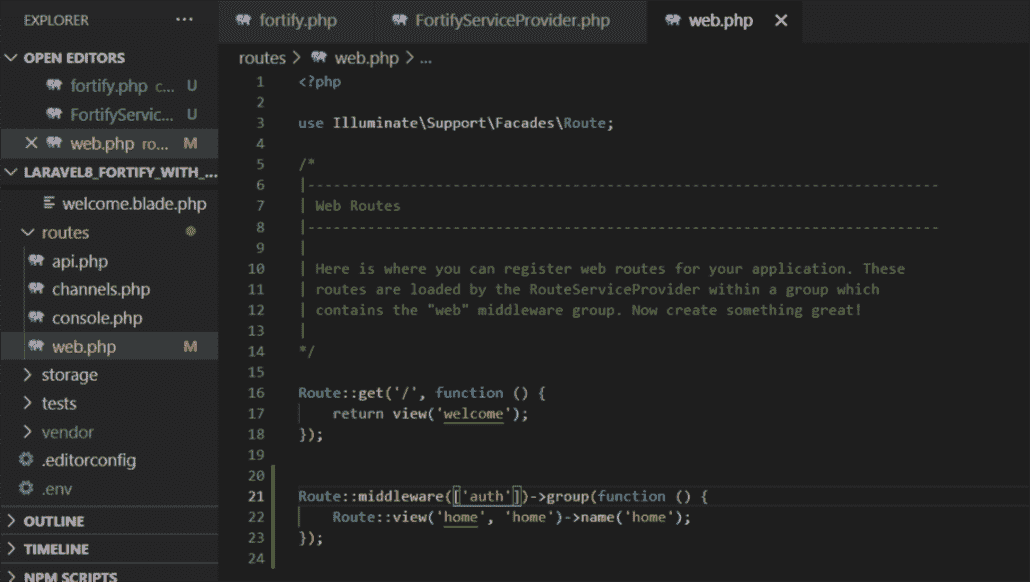 EXPLORER ...
OPEN EDITORS
fortify.php c... U
FortifyServic... U
web.php ro... M
LARAVEL8_FORTIFY_WITH_...
welcome.blade.php
routes
api.php
channels.php
console.php
web.php M
storage
tests
vendor
.editorconfig
.env
OUTLINE
TIMELINE
NPM SCRIPTS
fortify.php FortifyServiceProvider.php web.php
routes > web.php > ...
1 <?php
2
3 use Illuminate\Support\Facades\Route;
4
5 /*
6 |--------------------------------------------------------------------------
7 | Web Routes
8 |--------------------------------------------------------------------------
9 |
10 | Here is where you can register web routes for your application. These
11 | routes are loaded by the RouteServiceProvider within a group which
12 | contains the "web" middleware group. Now create something great!
13 |
14 */
15
16 Route::get('/', function () {
17     return view('welcome');
18 });
19
20
21 Route::middleware(['auth'])->group(function () {
22     Route::view('home', 'home')->name('home');
23 });
24